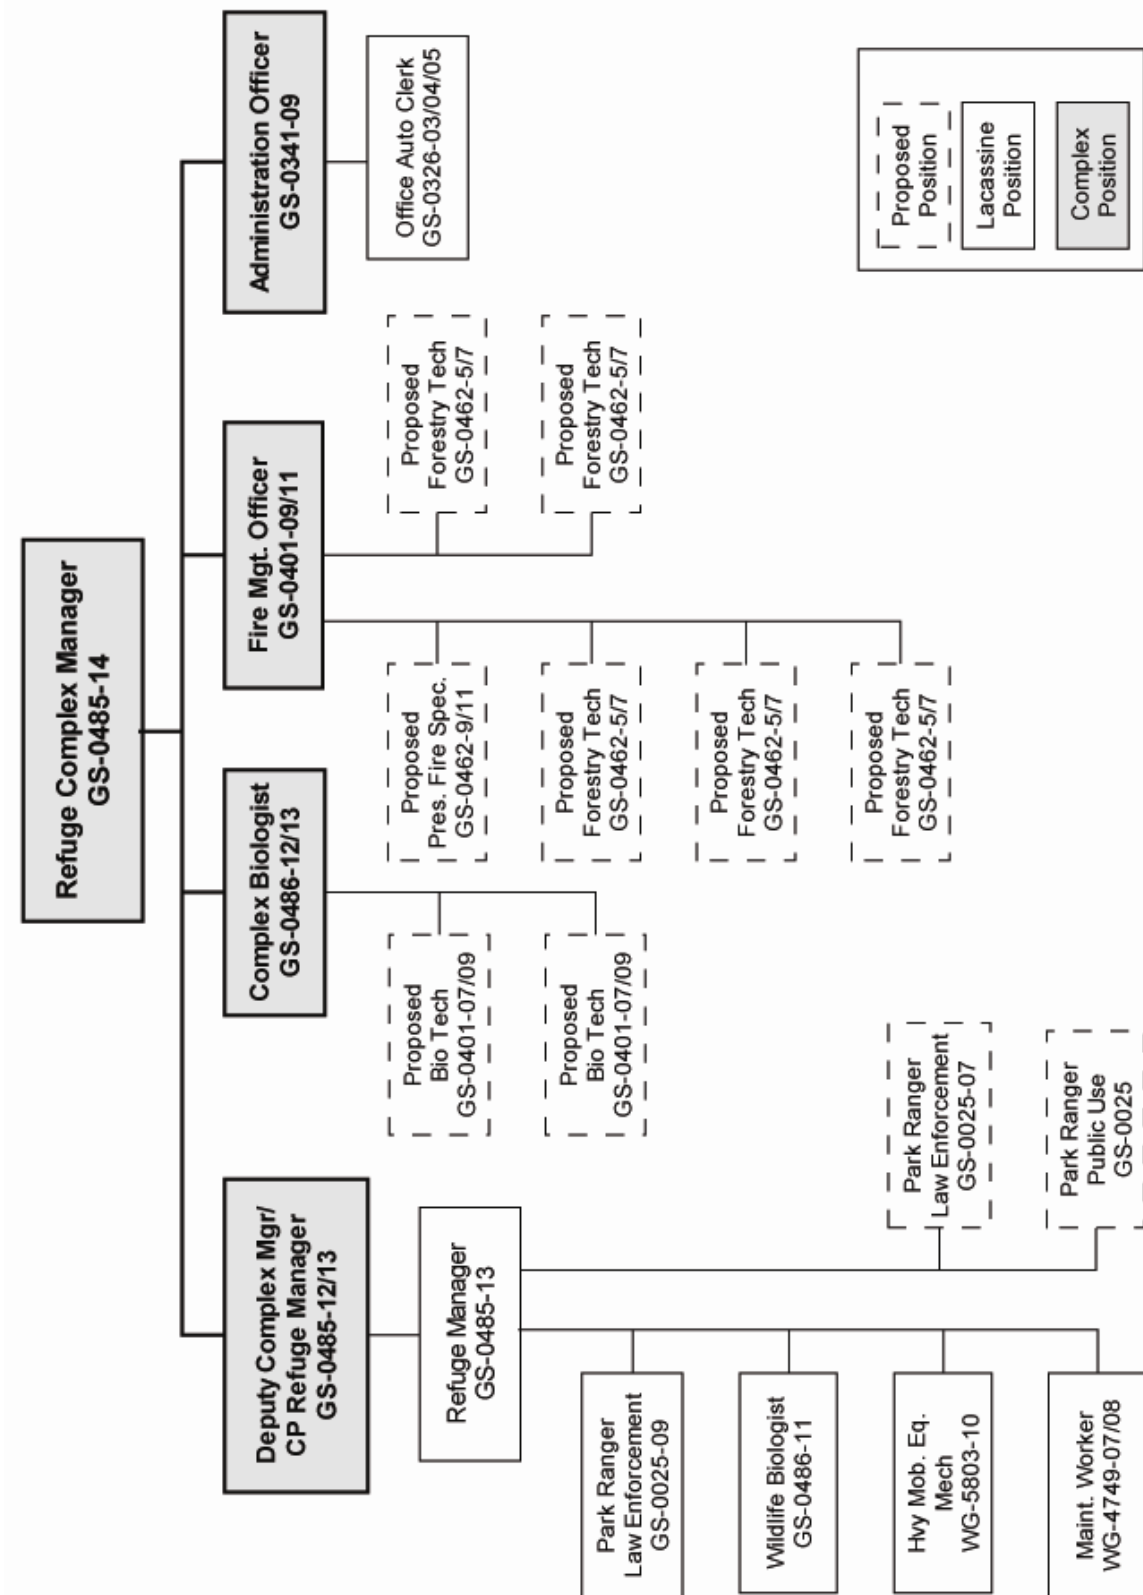 Refuge Complex Manager
GS-0485-14
Deputy Complex Mgr/
CP Refuge Manager
GS-0485-12/13
Complex Biologist
GS-0486-12/13
Fire Mgt. Officer
GS-0401-09/11
Administration Officer
GS-0341-09
Refuge Manager
GS-0485-13
Park Ranger
Law Enforcement
GS-0025-09
Wildlife Biologist
GS-0486-11
Hvy Mob. Eq.
Mech
WG-5803-10
Maint. Worker
WG-4749-07/08
Park Ranger
Law Enforcement
GS-0025-07
Park Ranger
Public Use
GS-0025
Proposed
Bio Tech
GS-0401-07/09
Proposed
Bio Tech
GS-0401-07/09
Proposed
Pres. Fire Spec.
GS-0462-9/11
Proposed
Forestry Tech
GS-0462-5/7
Proposed
Forestry Tech
GS-0462-5/7
Proposed
Forestry Tech
GS-0462-5/7
Proposed
Forestry Tech
GS-0462-5/7
Proposed
Forestry Tech
GS-0462-5/7
Office Auto Clerk
GS-0326-03/04/05
Proposed
Position
Lacassine
Position
Complex
Position